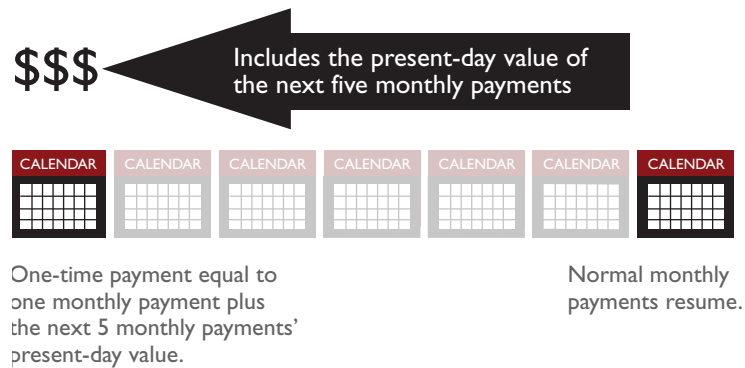 $$$
Includes the present-day value of
the next five monthly payments
CALENDAR CALENDAR CALENDAR CALENDAR CALENDAR CALENDAR CALENDAR
One-time payment equal to
one monthly payment plus
the next 5 monthly payments’
present-day value.
Normal monthly
payments resume.